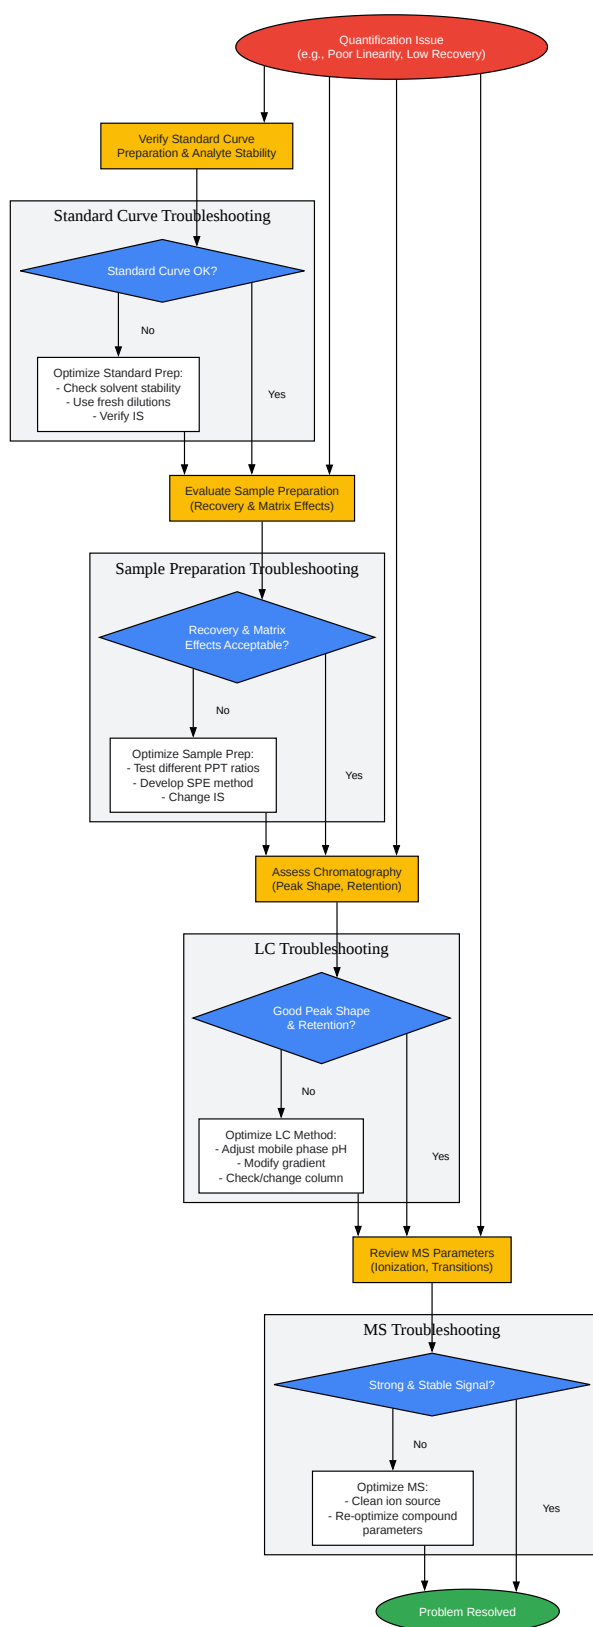 Quantification Issue
(e.g., Poor Linearity, Low Recovery)
Verify Standard Curve
Preparation & Analyte Stability
Standard Curve Troubleshooting
Standard Curve OK?
No
Optimize Standard Prep:
- Check solvent stability
- Use fresh dilutions
- Verify IS
Yes
Evaluate Sample Preparation
(Recovery & Matrix Effects)
Sample Preparation Troubleshooting
Recovery & Matrix
Effects Acceptable?
No
Optimize Sample Prep:
- Test different PPT ratios
- Develop SPE method
- Change IS
Yes
Assess Chromatography
(Peak Shape, Retention)
LC Troubleshooting
Good Peak Shape
& Retention?
No
Optimize LC Method:
- Adjust mobile phase pH
- Modify gradient
- Check/change column
Yes
Review MS Parameters
(Ionization, Transitions)
MS Troubleshooting
Strong & Stable Signal?
No
Optimize MS:
- Clean ion source
- Re-optimize compound
parameters
Yes
Problem Resolved